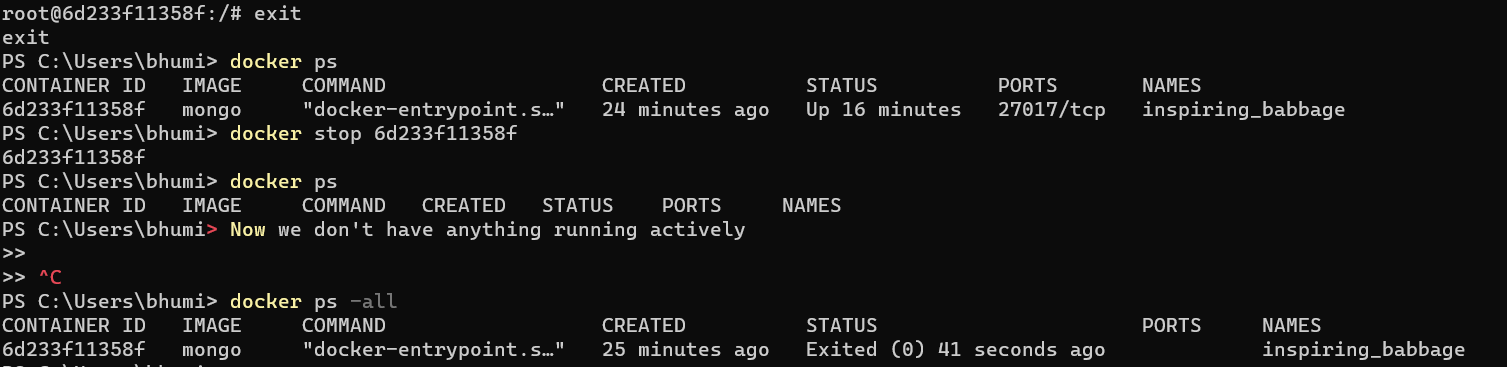 root@6d233f11358f:/# exit
exit
PS C:\Users\bhumi> docker ps
CONTAINER ID   IMAGE     COMMAND                  CREATED          STATUS          PORTS       NAMES
6d233f11358f   mongo     "docker-entrypoint.s…"   24 minutes ago   Up 16 minutes   27017/tcp   inspiring_babbage
PS C:\Users\bhumi> docker stop 6d233f11358f
6d233f11358f
PS C:\Users\bhumi> docker ps
CONTAINER ID   IMAGE     COMMAND   CREATED   STATUS    PORTS     NAMES
PS C:\Users\bhumi> Now we don't have anything running actively
>>
>> ^C
PS C:\Users\bhumi> docker ps -all
CONTAINER ID   IMAGE     COMMAND                  CREATED          STATUS                      PORTS     NAMES
6d233f11358f   mongo     "docker-entrypoint.s…"   25 minutes ago   Exited (0) 41 seconds ago             inspiring_babbage